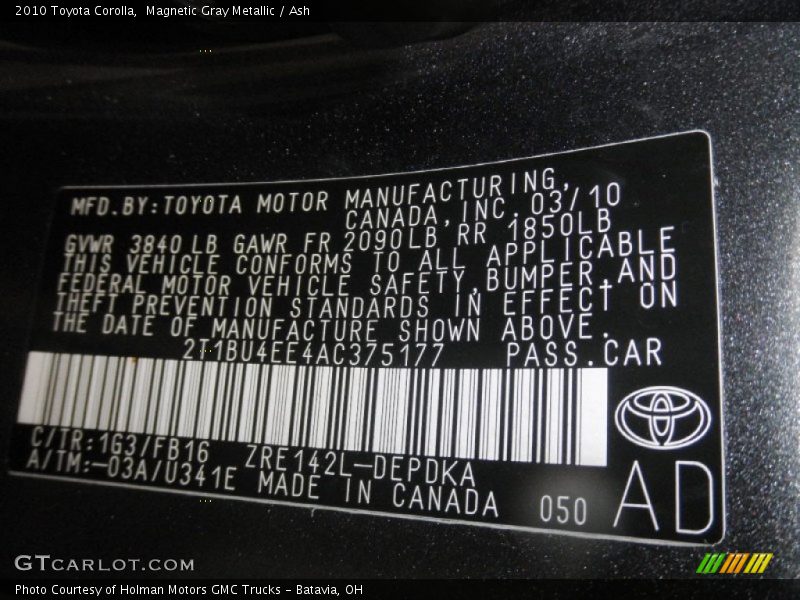 2010 Toyota Corolla,  Magnetic Gray Metallic / Ash
MFD.BY:TOYOTA MOTOR MANUFACTURING,
CANADA,INC.03/10
GVWR 3840 LB GAWR FR 2090LB RR 1850LB
THIS VEHICLE CONFORMS TO ALL APPLICABLE
FEDERAL MOTOR VEHICLE SAFETY,BUMPER,AND
THEFT PREVENTION STANDARDS IN EFFECT ON
THE DATE OF MANUFACTURE SHOWN ABOVE.
2T1BU4EE4AC375177 PASS.CAR
C/TR:1G3/FB16 ZRE142L-DEPDKA
A/TM:-03A/U341E MADE IN CANADA 050 AD
GTCARLOT.COM
Photo Courtesy of Holman Motors GMC Trucks - Batavia, OH